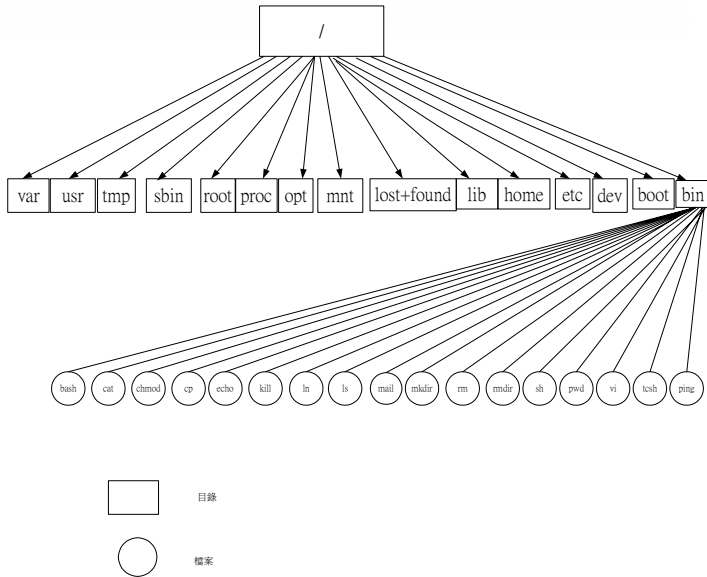 /
var usr tmp sbin root proc opt mnt lost+found lib home etc dev boot bin
bash cat chmod cp echo kill ln ls mail mkdir rm rmdir sh pwd vi tcsh ping
目錄
檔案